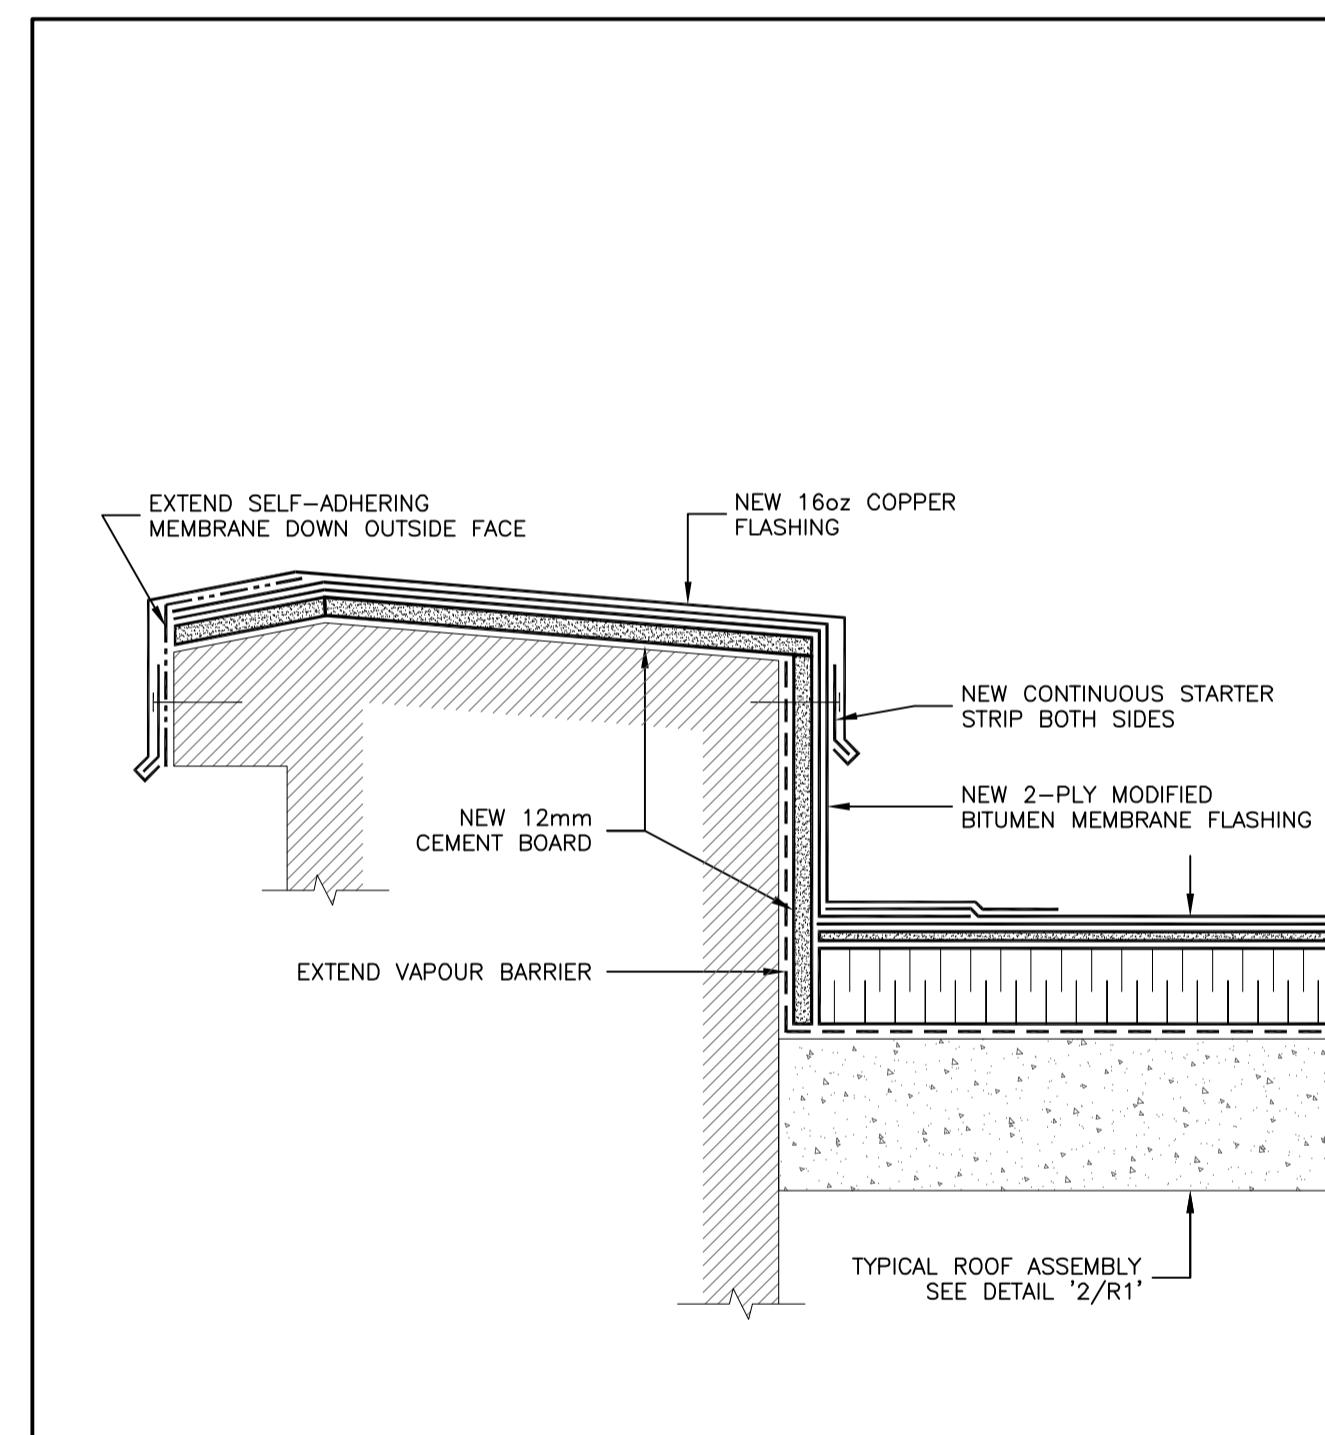 EXTEND SELF-ADHERING
MEMBRANE DOWN OUTSIDE FACE
NEW 16oz COPPER
FLASHING
NEW CONTINUOUS STARTER
STRIP BOTH SIDES
NEW 2-PLY MODIFIED
BITUMEN MEMBRANE FLASHING
NEW 12mm
CEMENT BOARD
EXTEND VAPOUR BARRIER
TYPICAL ROOF ASSEMBLY
SEE DETAIL '2/R1'